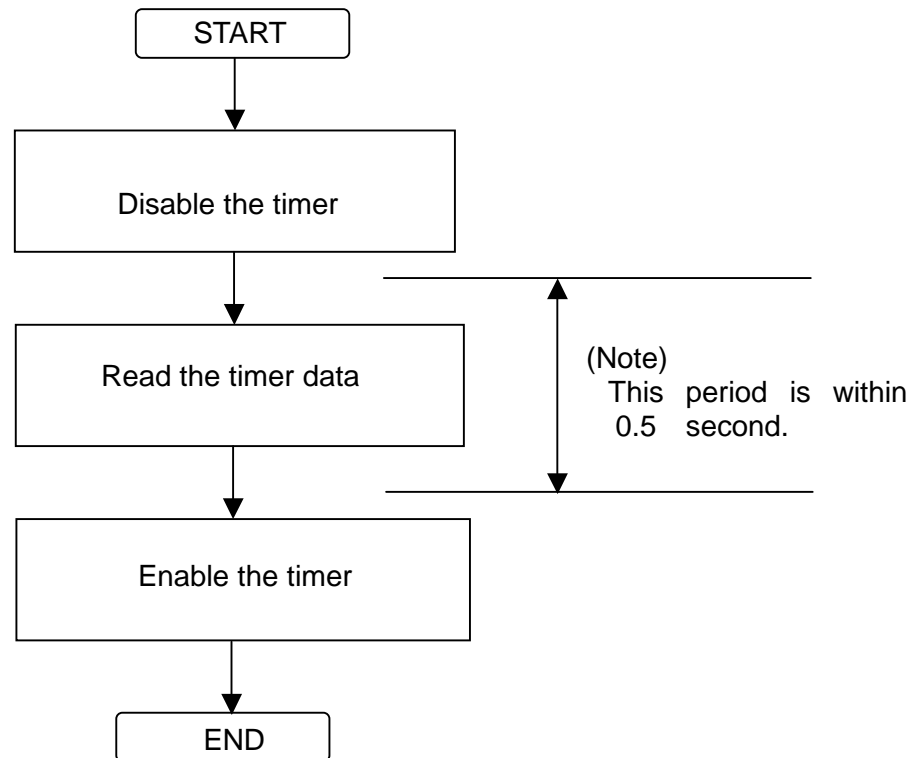 START
Disable the timer
Read the timer data
(Note)
This period is within
0.5 second.
Enable the timer
END